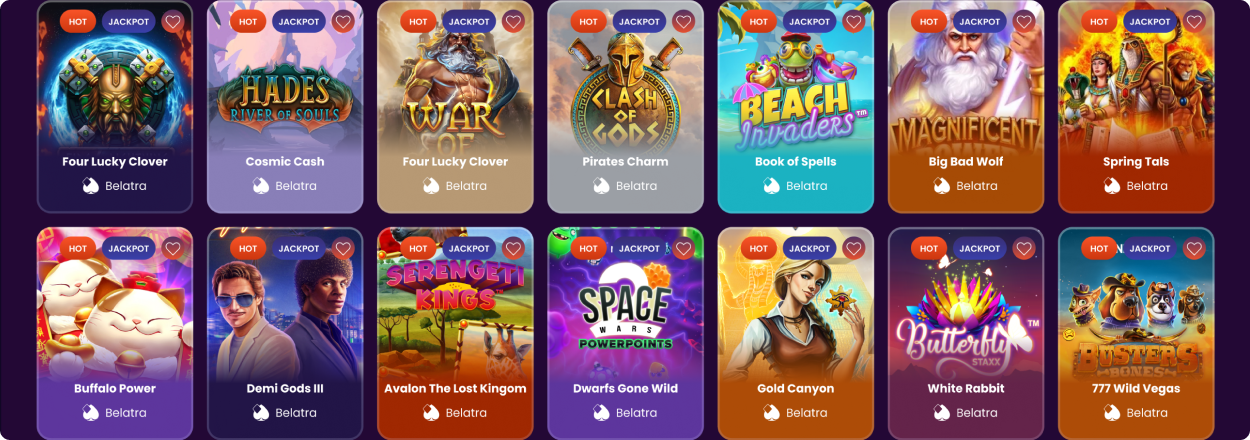 HOT JACKPOT
HOT JACKPOT
HOT JACKPOT
HOT JACKPOT
HOT JACKPOT
HOT JACKPOT
HOT JACKPOT
HADES
RIVER OF SOULS
WAR
OF
CLASH
OF
GODS
BEACH
Invaders™
MAGNIFICENT
Four Lucky Clover
Cosmic Cash
Four Lucky Clover
Pirates Charm
Book of Spells
Big Bad Wolf
Spring Tals
Belatra
Belatra
Belatra
Belatra
Belatra
Belatra
Belatra
HOT JACKPOT
HOT JACKPOT
HOT JACKPOT
HOT JACKPOT
HOT JACKPOT
HOT JACKPOT
HOT JACKPOT
SERENGETI
KINGS
SPACE
WARS
POWERPOINTS
Butterfly™
STAXX
BUSTERS
BONES
Buffalo Power
Demi Gods III
Avalon The Lost Kingom
Dwarfs Gone Wild
Gold Canyon
White Rabbit
777 Wild Vegas
Belatra
Belatra
Belatra
Belatra
Belatra
Belatra
Belatra